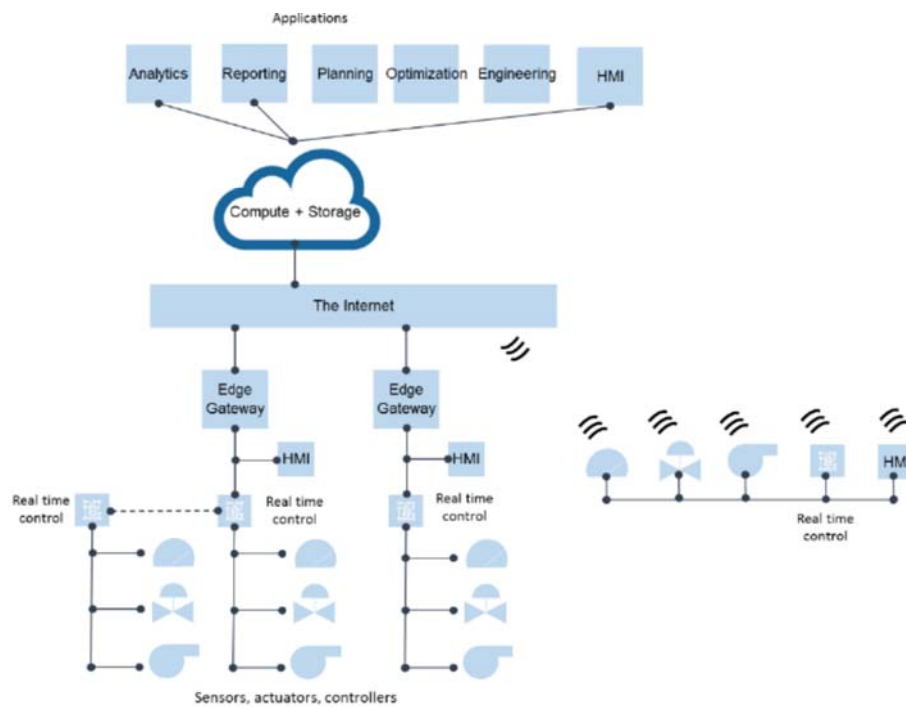 Applications
Analytics
Reporting
Planning
Optimization
Engineering
HMI
Compute + Storage
The Internet
Edge
Gateway
Edge
Gateway
HMI
HMI
HMI
Real time
control
Real time
control
Real time
control
Real time
control
Sensors, actuators, controllers